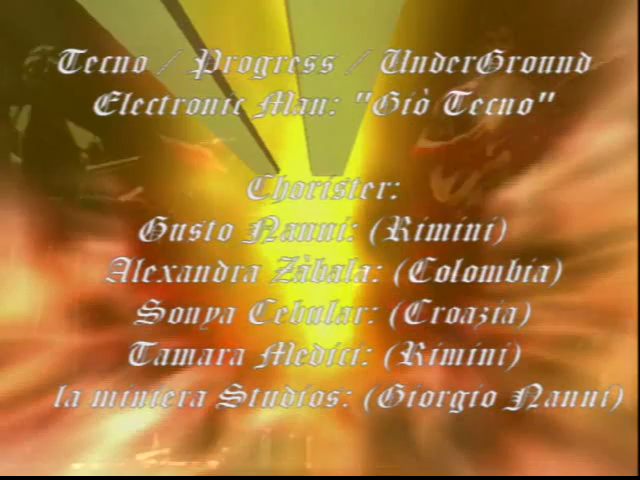 Tecno / Progress / UnderGround
Electronic Man: "Giò Tecno"
Chorister:
Gusto Nanni: (Rimini)
Alexandra Zàbala: (Colombia)
Sonya Cebular: (Croazia)
Tamara Medici: (Rimini)
la miniera Studios: (Giorgio Nanni)